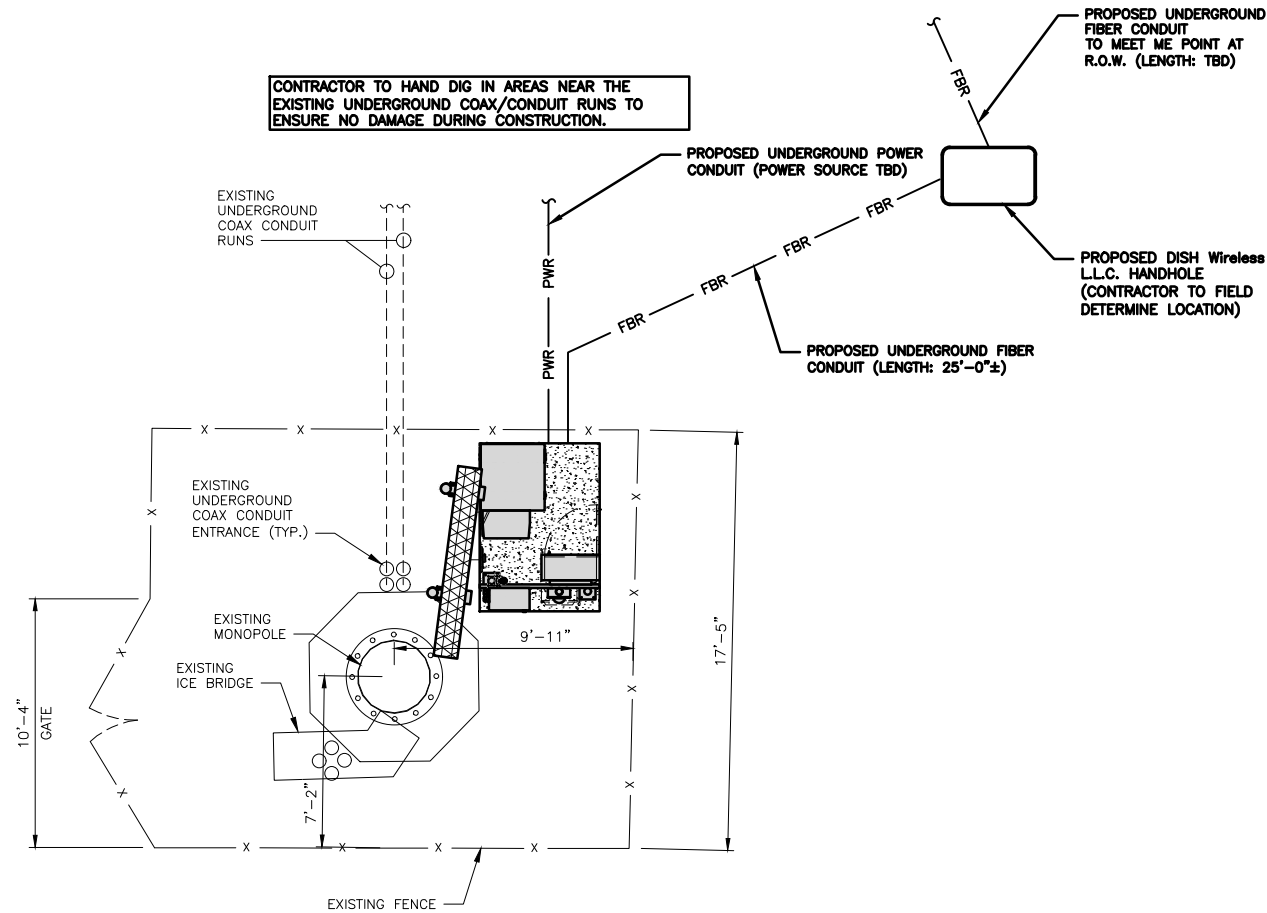 PROPOSED UNDERGROUND
FIBER CONDUIT
TO MEET ME POINT AT
R.O.W. (LENGTH: TBD)
FBR
CONTRACTOR TO HAND DIG IN AREAS NEAR THE
EXISTING UNDERGROUND COAX/CONDUIT RUNS TO
ENSURE NO DAMAGE DURING CONSTRUCTION.
PROPOSED UNDERGROUND POWER
CONDUIT (POWER SOURCE TBD)
EXISTING
UNDERGROUND
COAX CONDUIT
RUNS
FBR
FBR
FBR
FBR
PWR
PWR
PROPOSED DISH Wireless
L.L.C. HANDHOLE
(CONTRACTOR TO FIELD
DETERMINE LOCATION)
PROPOSED UNDERGROUND FIBER
CONDUIT (LENGTH: 25'-0"±)
X X X X
EXISTING
UNDERGROUND
COAX CONDUIT
ENTRANCE (TYP.)
X
X
X
EXISTING
MONOPOLE
9'-11"
17'-5"
EXISTING
ICE BRIDGE
X
X
10'-4"
GATE
7'-2"
X
X
X X X X
EXISTING FENCE